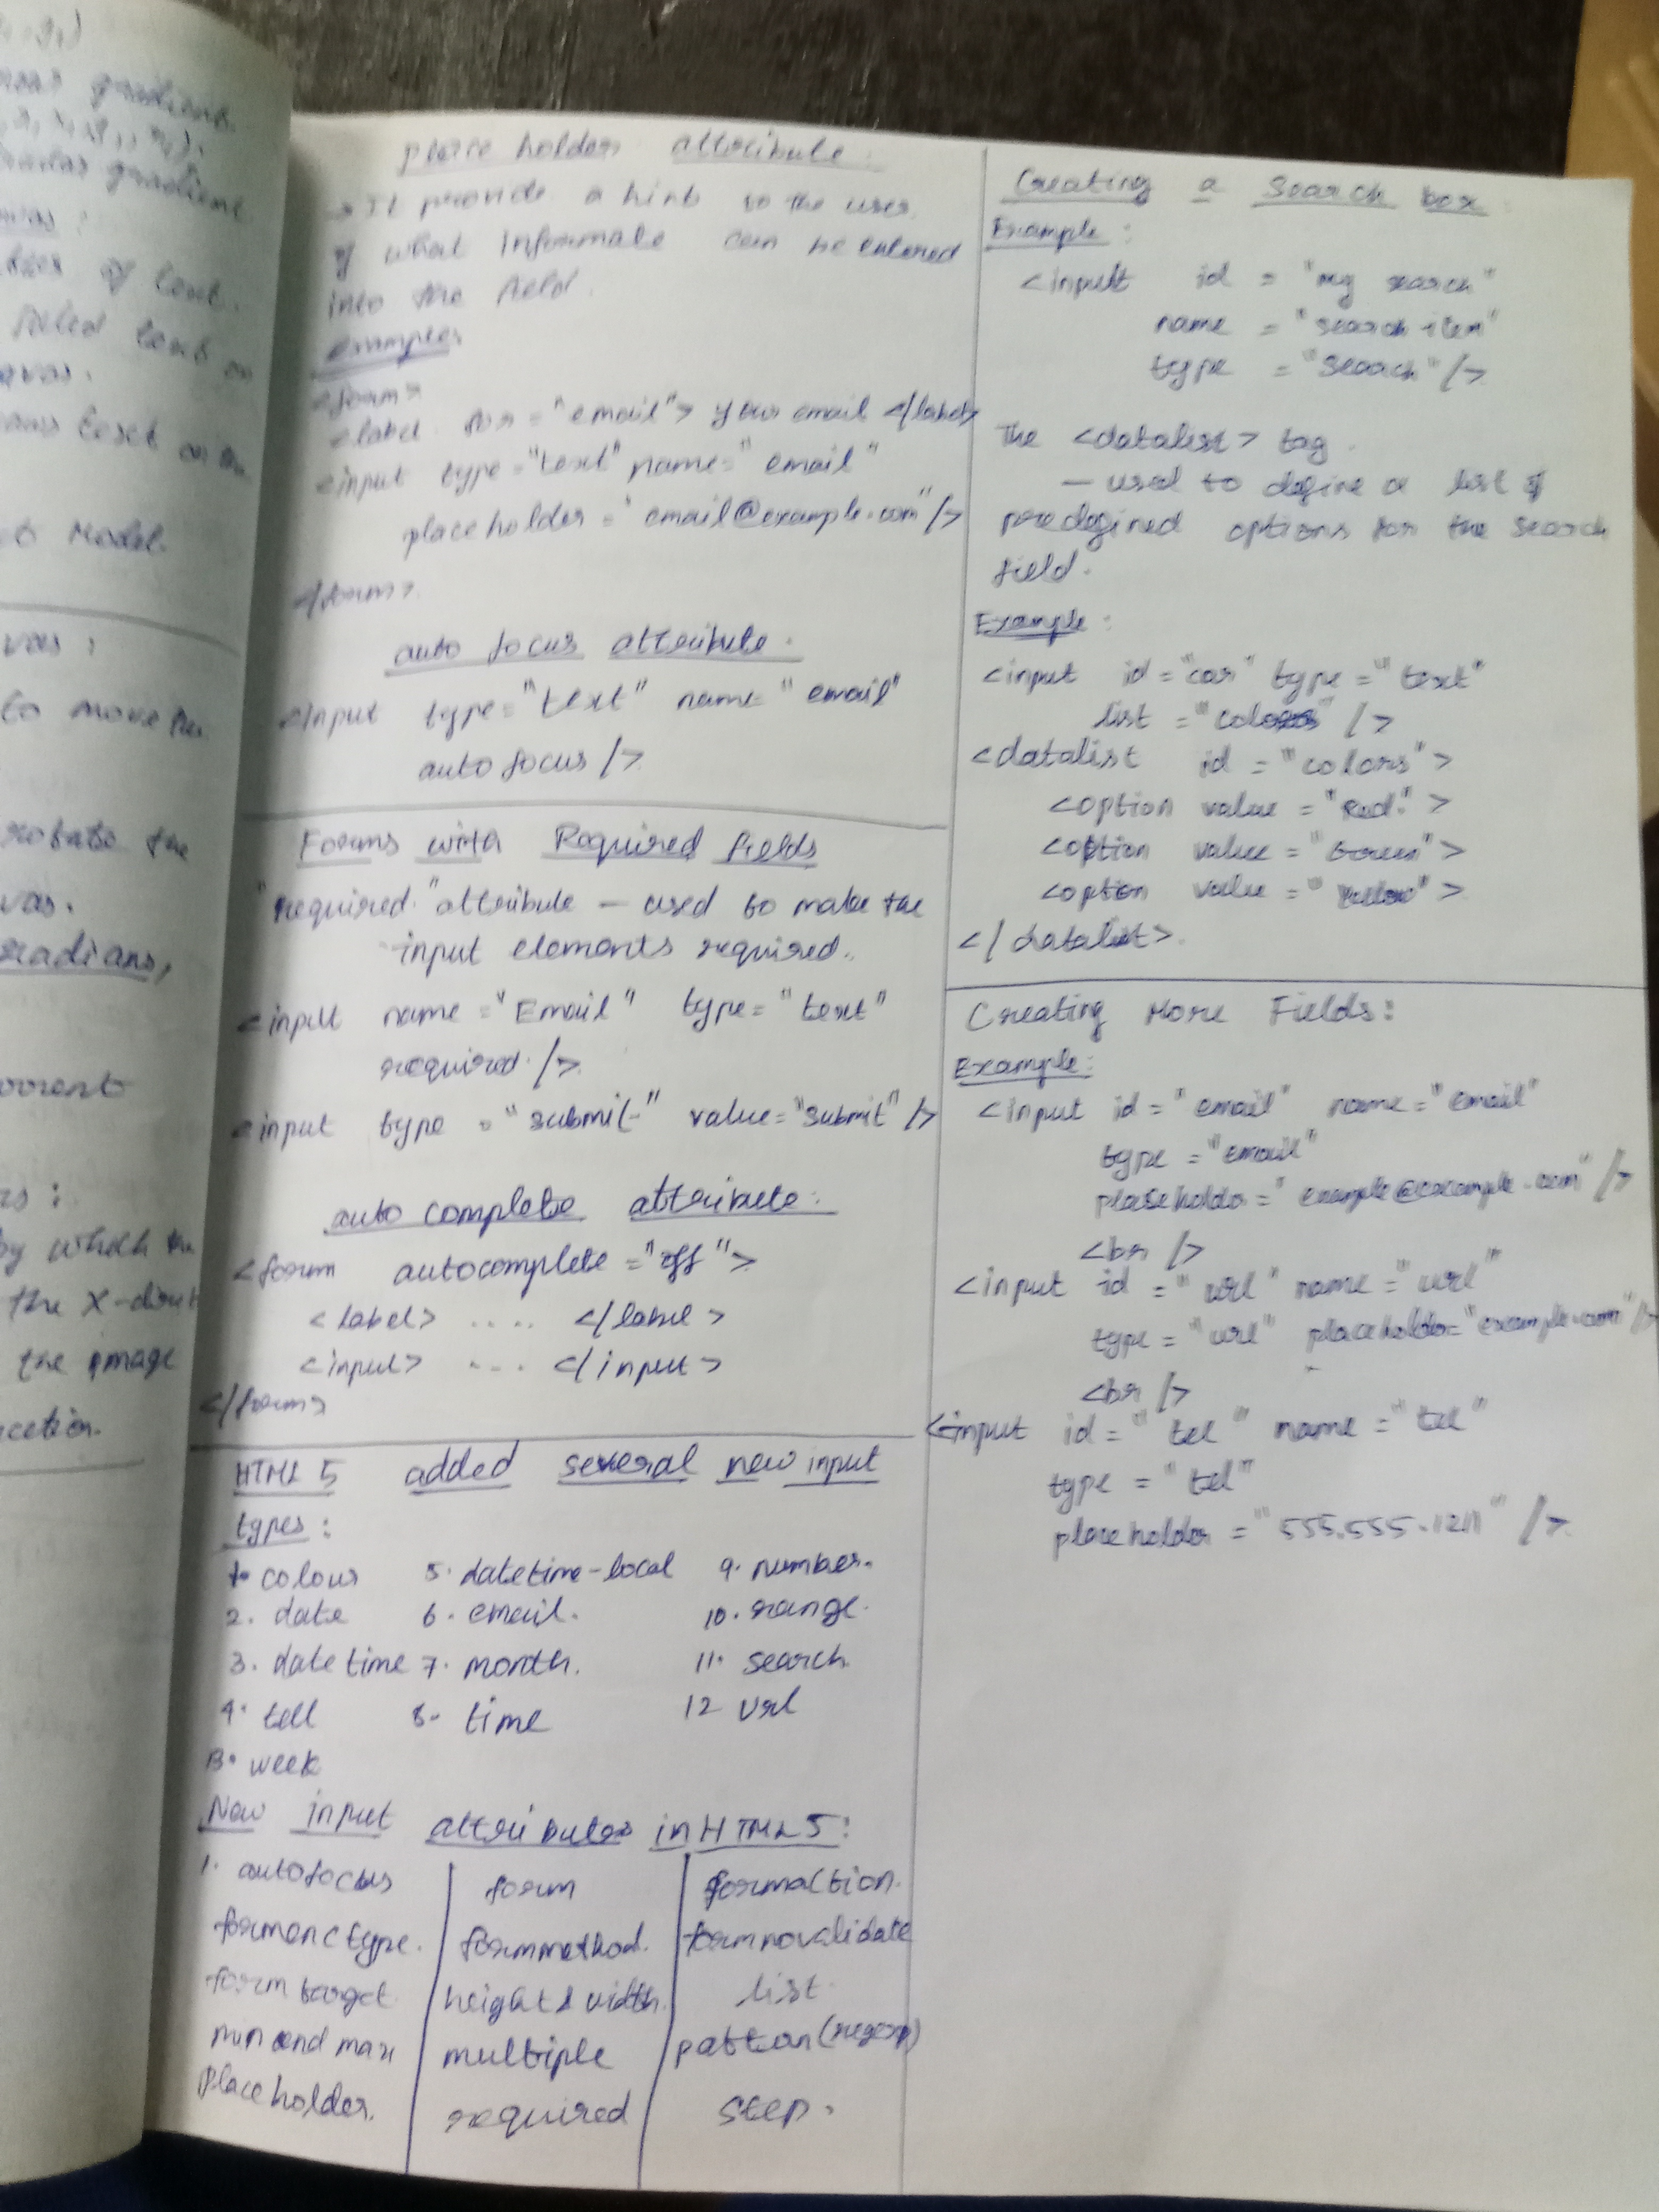 place holder attribute:
→ It provide a hint to the user
of what Informate can be entered
into the field.
examples
<form>
<label for = "email"> your email </label>
<input type = "text" name = "email"
placeholder = "email@example.com" />
</form>
auto focus attribute.
<Input type = "text" name = "email"
auto focus />
Forms with Required fields
"required" attribute - used to make the
input elements required.
<input name = "Email" type = "text"
required />
<input type = "submit" value = "submit" />
auto complete attribute:
<form autocomplete = "off">
<label> .... </label>
<input> .... </input>
</form>
HTML 5 added several new input
types:
1. colour 5. datetime-local 9. number.
2. date 6. email. 10. range.
3. date time 7. month. 11. search
4. tell 8. time 12 url
13. week
New input attributes in HTML 5:
1. autofocus form formaction.
formenctype. formmethod. formnovalidate
form target height & width. list
min and max multiple pattern (regexp)
placeholder. required step.
Creating a Search box:
Example:
<input id = "my search"
name = "search item"
type = "Search" />
The <datalist> tag.
- used to define a list of
predefined options for the search
field.
Example:
<input id = "car" type = "text"
list = "colors" />
<datalist id = "colors">
<option value = "Red">
<option value = "Green">
<option value = "Yellow">
</datalist>.
Creating More Fields:
Example:
<input id = "email" name = "email"
type = "email"
placeholder = "example@example.com" />
<br />
<input id = "url" name = "url"
type = "url" placeholder = "example.com" />
<br />
<input id = "tel" name = "tel"
type = "tel"
placeholder = "555.555.1211" />
gradient.
gradient
of text.
filled text on
text on the
Model.
to move the
rotate the
radians,
by which the
the X-direct
the image